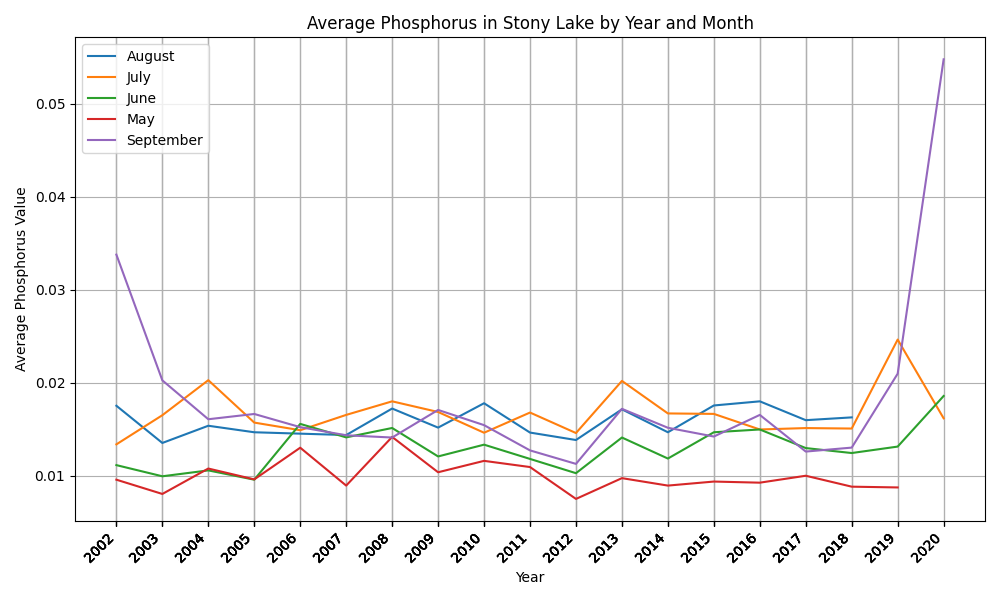 Average Phosphorus in Stony Lake by Year and Month
August
July
June
May
September
0.05
0.04
0.03
0.02
0.01
Average Phosphorus Value
2002 2003 2004 2005 2006 2007 2008 2009 2010 2011 2012 2013 2014 2015 2016 2017 2018 2019 2020
Year